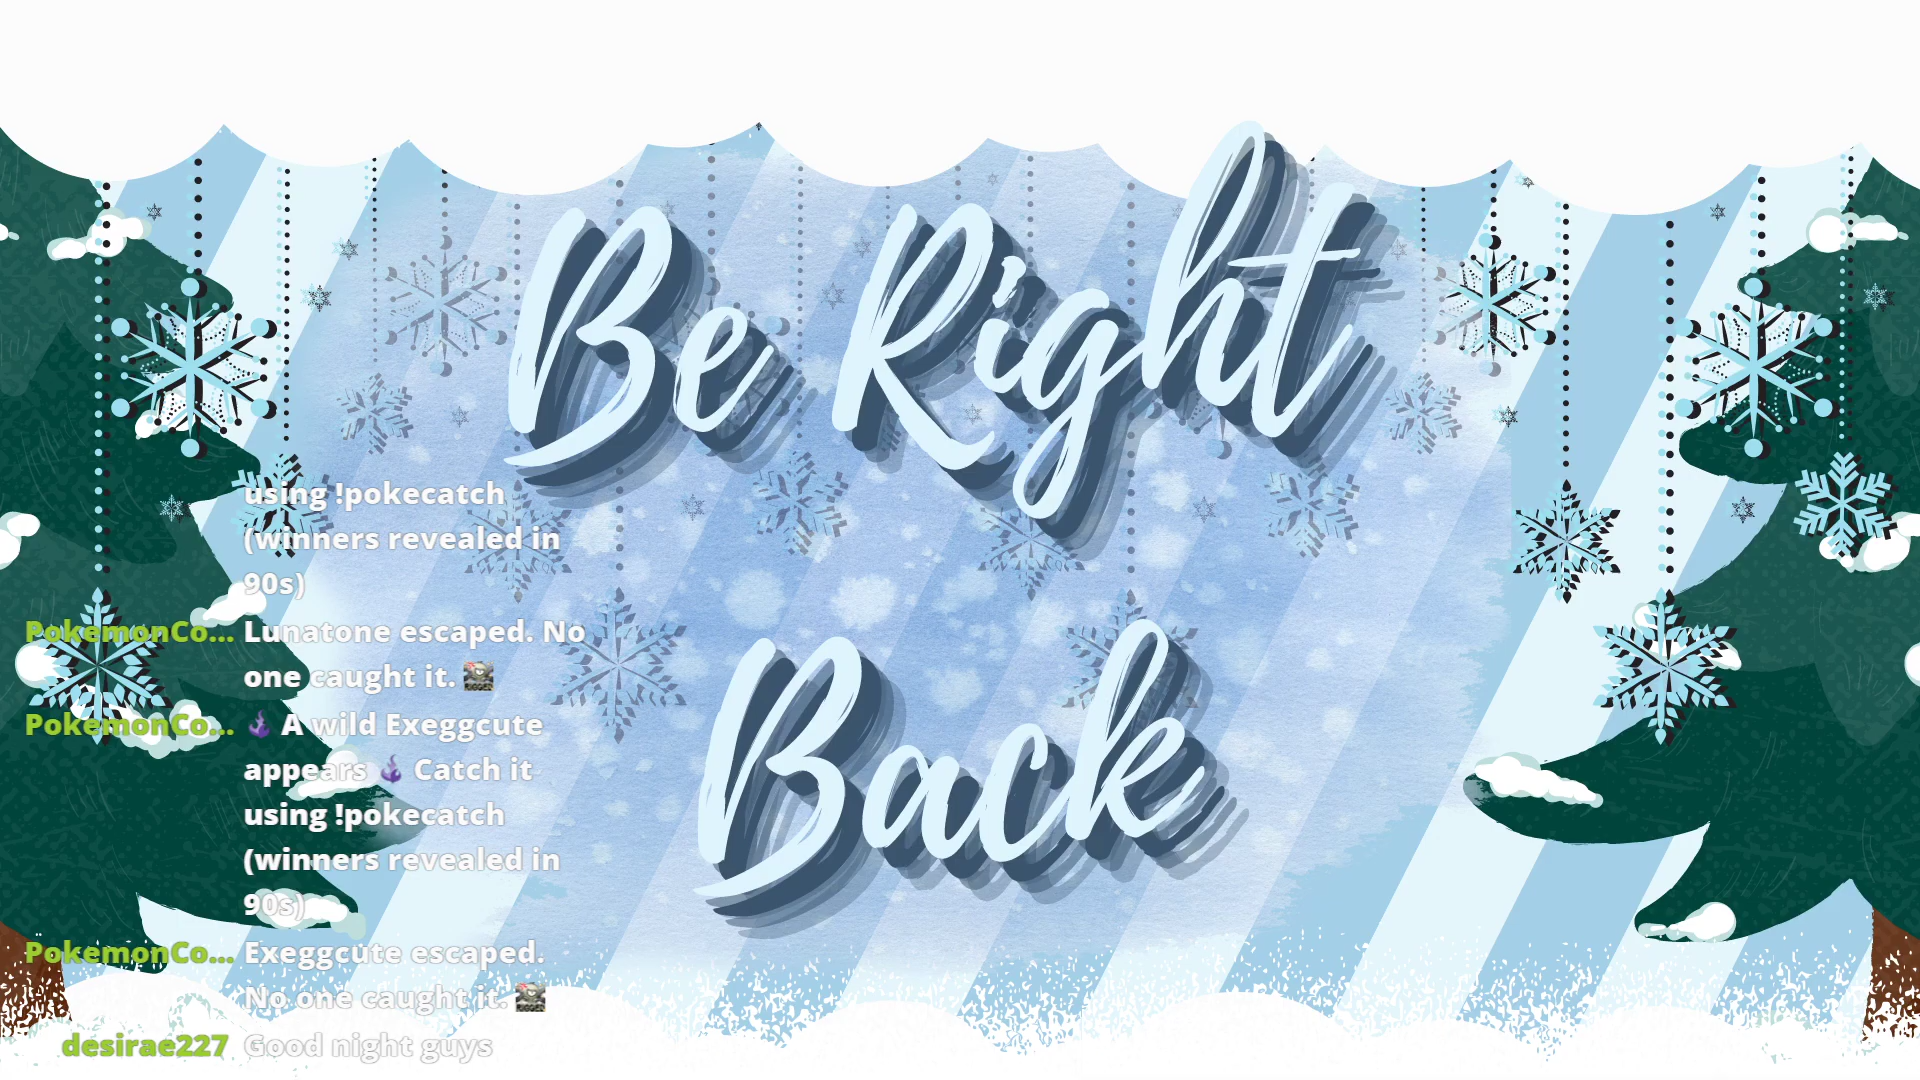 Be Right
Back
using !pokecatch
(winners revealed in
90s)
PokemonCo... Lunatone escaped. No
one caught it.
PokemonCo... A wild Exeggcute
appears Catch it
using !pokecatch
(winners revealed in
90s)
PokemonCo... Exeggcute escaped.
No one caught it.
desirae227 Good night guys